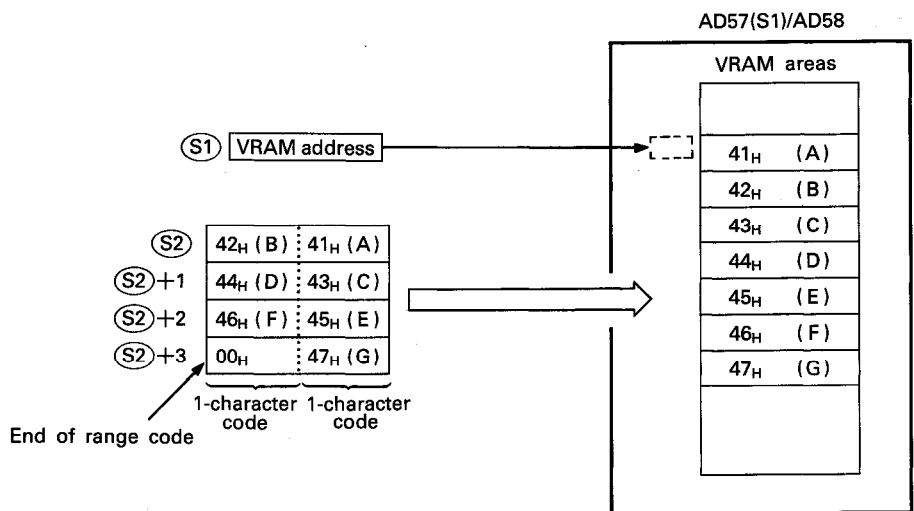 AD57(S1)/AD58
VRAM areas
S1 VRAM address
41H (A)
42H (B)
43H (C)
44H (D)
45H (E)
46H (F)
47H (G)
S2 42H (B) 41H (A)
S2+1 44H (D) 43H (C)
S2+2 46H (F) 45H (E)
S2+3 00H 47H (G)
1-character code 1-character code
End of range code